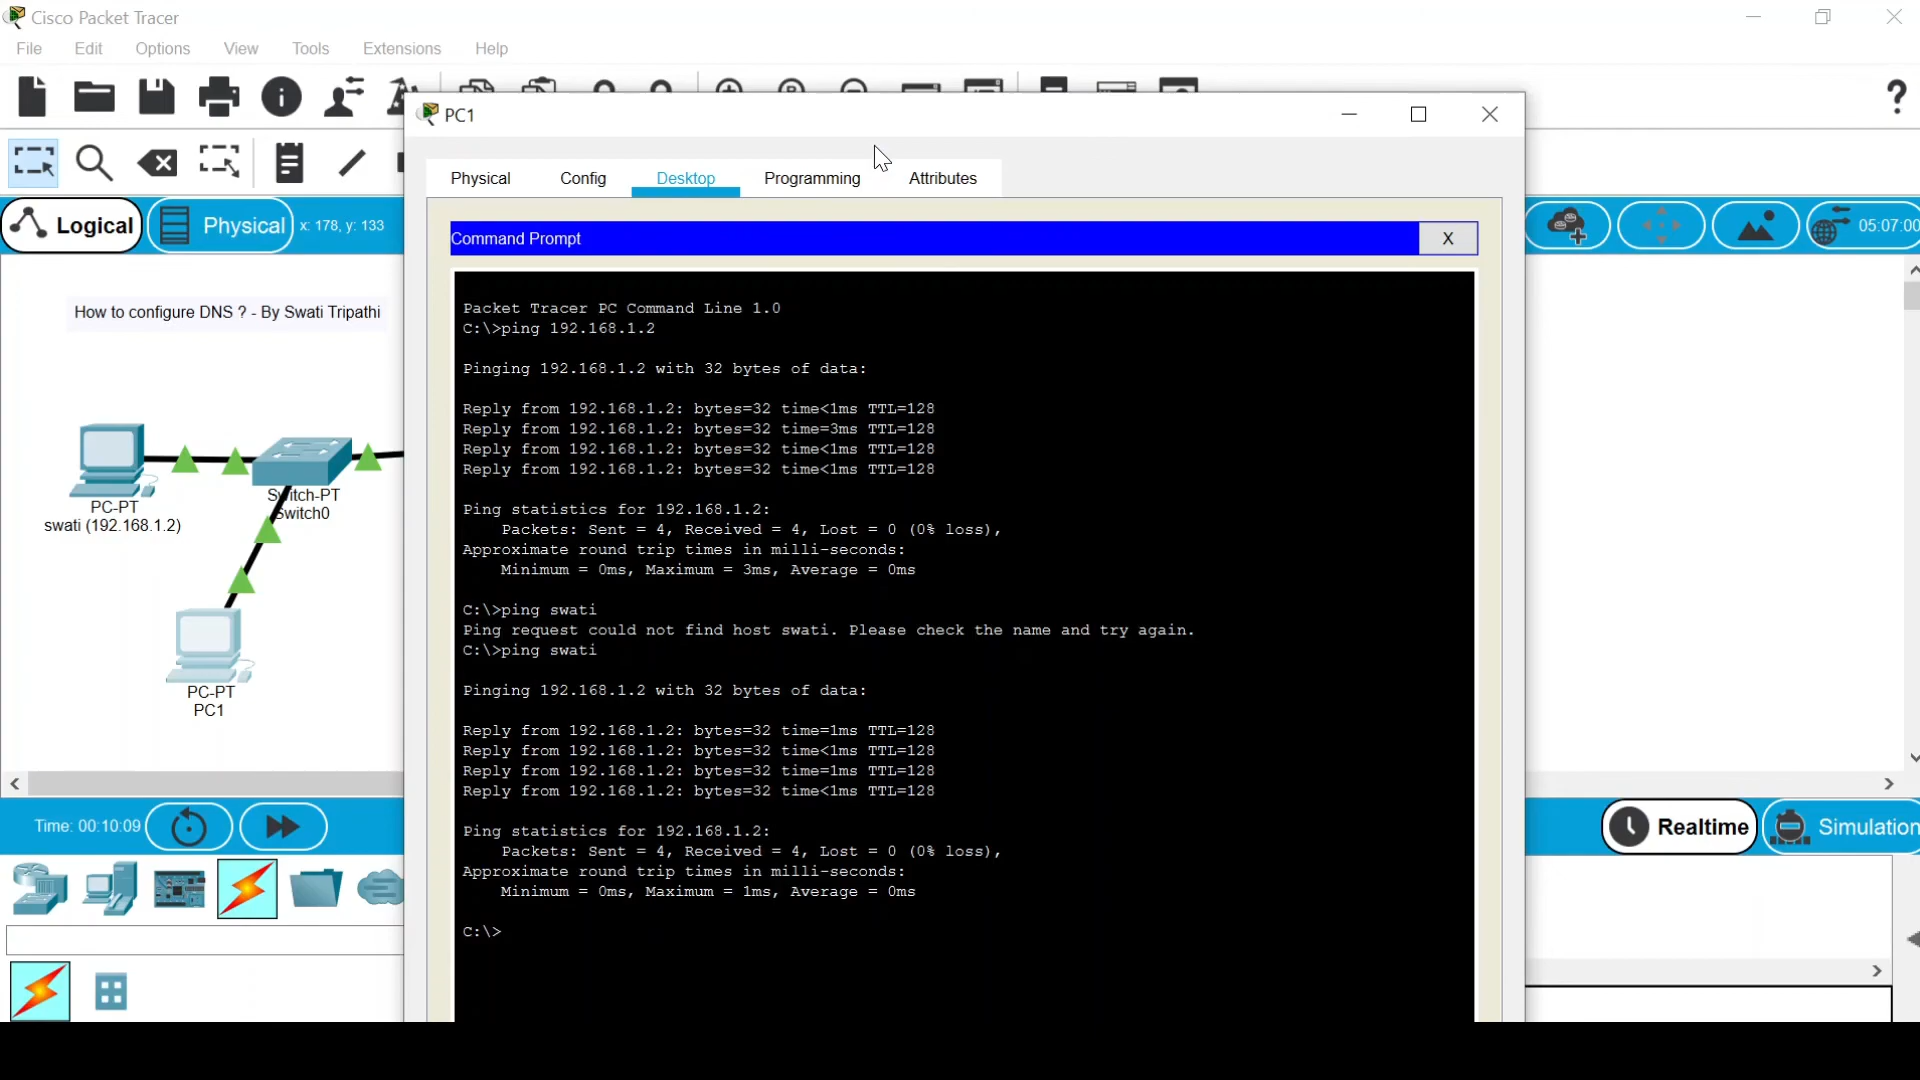 Cisco Packet Tracer
File Edit Options View Tools Extensions Help
PC1
Physical Config Desktop Programming Attributes
Logical Physical x: 178, y: 133
05:07:00
Command Prompt X
How to configure DNS ? - By Swati Tripathi
Packet Tracer PC Command Line 1.0
C:\>ping 192.168.1.2
Pinging 192.168.1.2 with 32 bytes of data:
Reply from 192.168.1.2: bytes=32 time<1ms TTL=128
Reply from 192.168.1.2: bytes=32 time=3ms TTL=128
Reply from 192.168.1.2: bytes=32 time<1ms TTL=128
Reply from 192.168.1.2: bytes=32 time<1ms TTL=128
Ping statistics for 192.168.1.2:
Packets: Sent = 4, Received = 4, Lost = 0 (0% loss),
Approximate round trip times in milli-seconds:
Minimum = 0ms, Maximum = 3ms, Average = 0ms
C:\>ping swati
Ping request could not find host swati. Please check the name and try again.
C:\>ping swati
Pinging 192.168.1.2 with 32 bytes of data:
Reply from 192.168.1.2: bytes=32 time=1ms TTL=128
Reply from 192.168.1.2: bytes=32 time<1ms TTL=128
Reply from 192.168.1.2: bytes=32 time=1ms TTL=128
Reply from 192.168.1.2: bytes=32 time<1ms TTL=128
Ping statistics for 192.168.1.2:
Packets: Sent = 4, Received = 4, Lost = 0 (0% loss),
Approximate round trip times in milli-seconds:
Minimum = 0ms, Maximum = 1ms, Average = 0ms
C:\>
PC-PT
swati (192.168.1.2)
Switch-PT
Switch0
PC-PT
PC1
Time: 00:10:09
Realtime Simulation